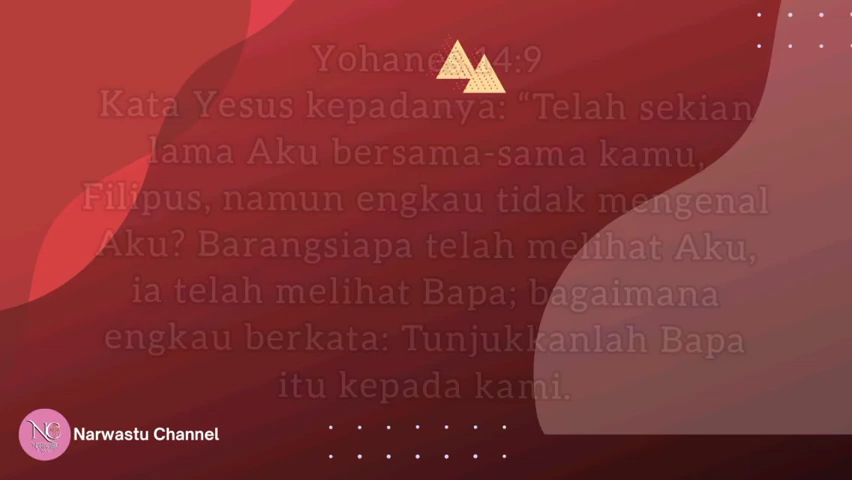 Yohanes 14:9
Kata Yesus kepadanya: “Telah sekian
lama Aku bersama-sama kamu,
Filipus, namun engkau tidak mengenal
Aku? Barangsiapa telah melihat Aku,
ia telah melihat Bapa; bagaimana
engkau berkata: Tunjukkanlah Bapa
itu kepada kami.
NG
Narwastu Channel